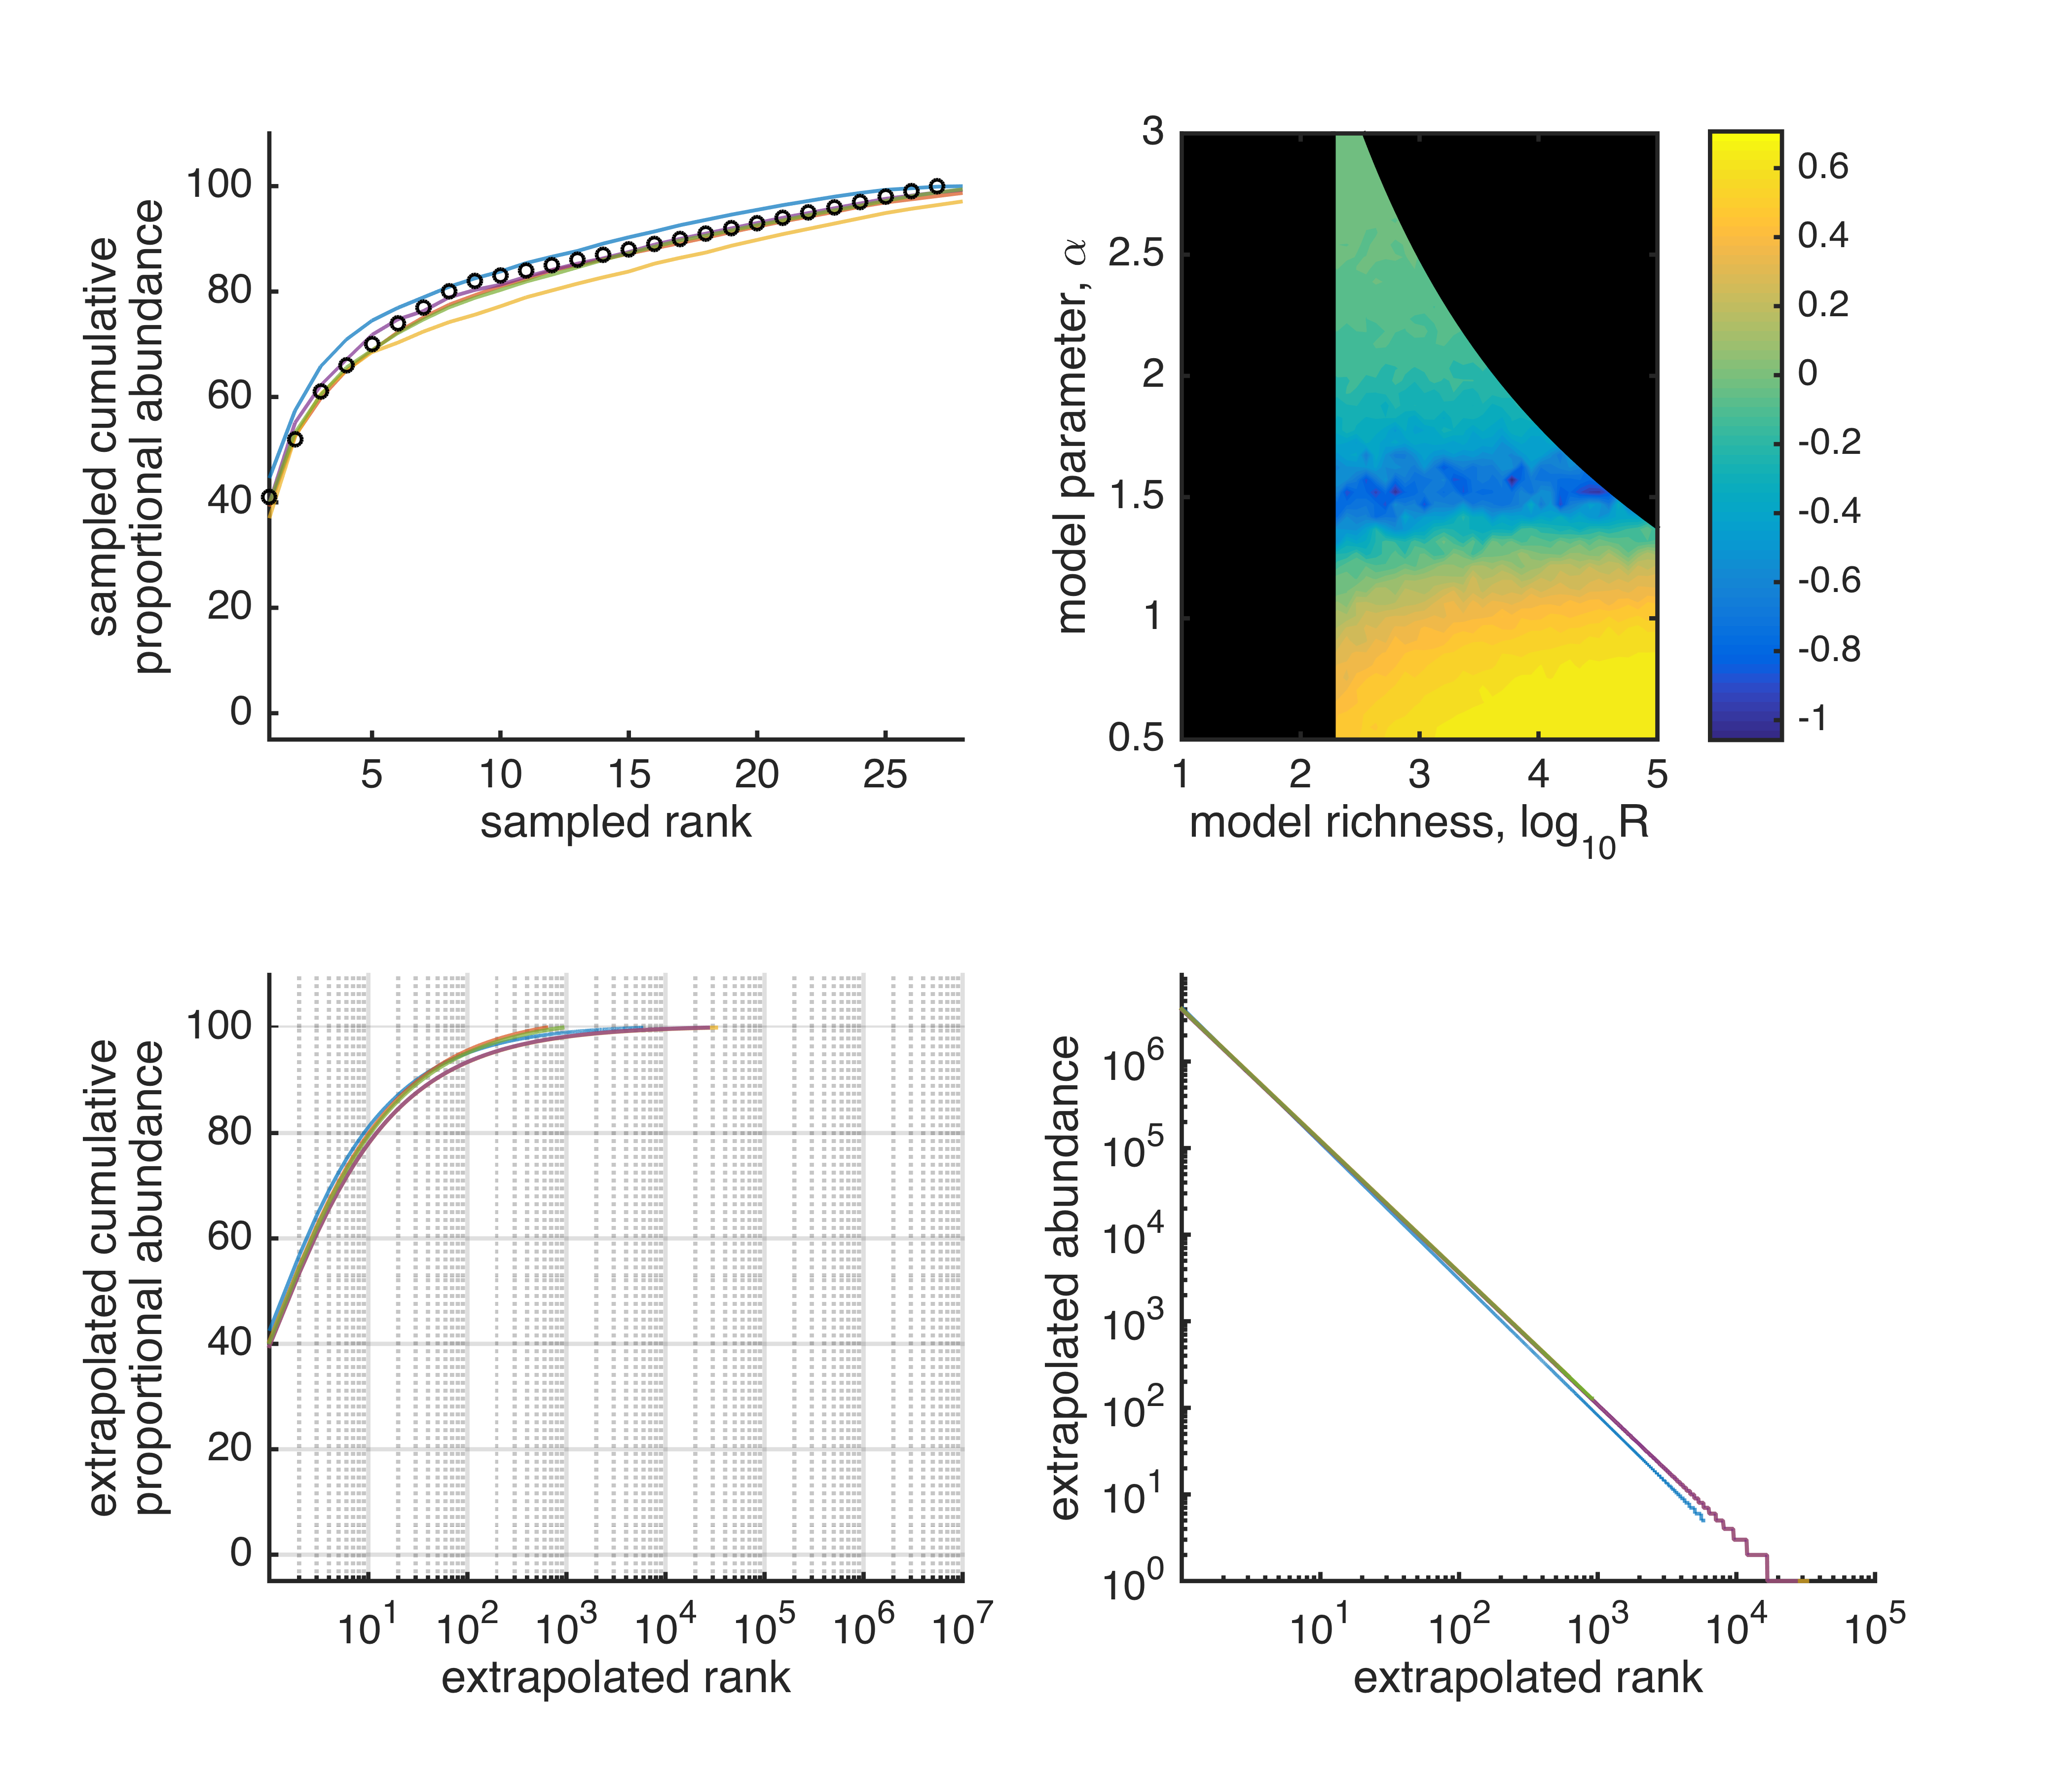 100
80
60
40
20
0
sampled cumulative
proportional abundance
5 10 15 20 25
sampled rank
3
2.5
2
1.5
1
0.5
model parameter, α
1 2 3 4 5
model richness, log₁₀R
0.6
0.4
0.2
0
-0.2
-0.4
-0.6
-0.8
-1
100
80
60
40
20
0
extrapolated cumulative
proportional abundance
10¹ 10² 10³ 10⁴ 10⁵ 10⁶ 10⁷
extrapolated rank
10⁶
10⁵
10⁴
10³
10²
10¹
10⁰
extrapolated abundance
10¹ 10² 10³ 10⁴ 10⁵
extrapolated rank